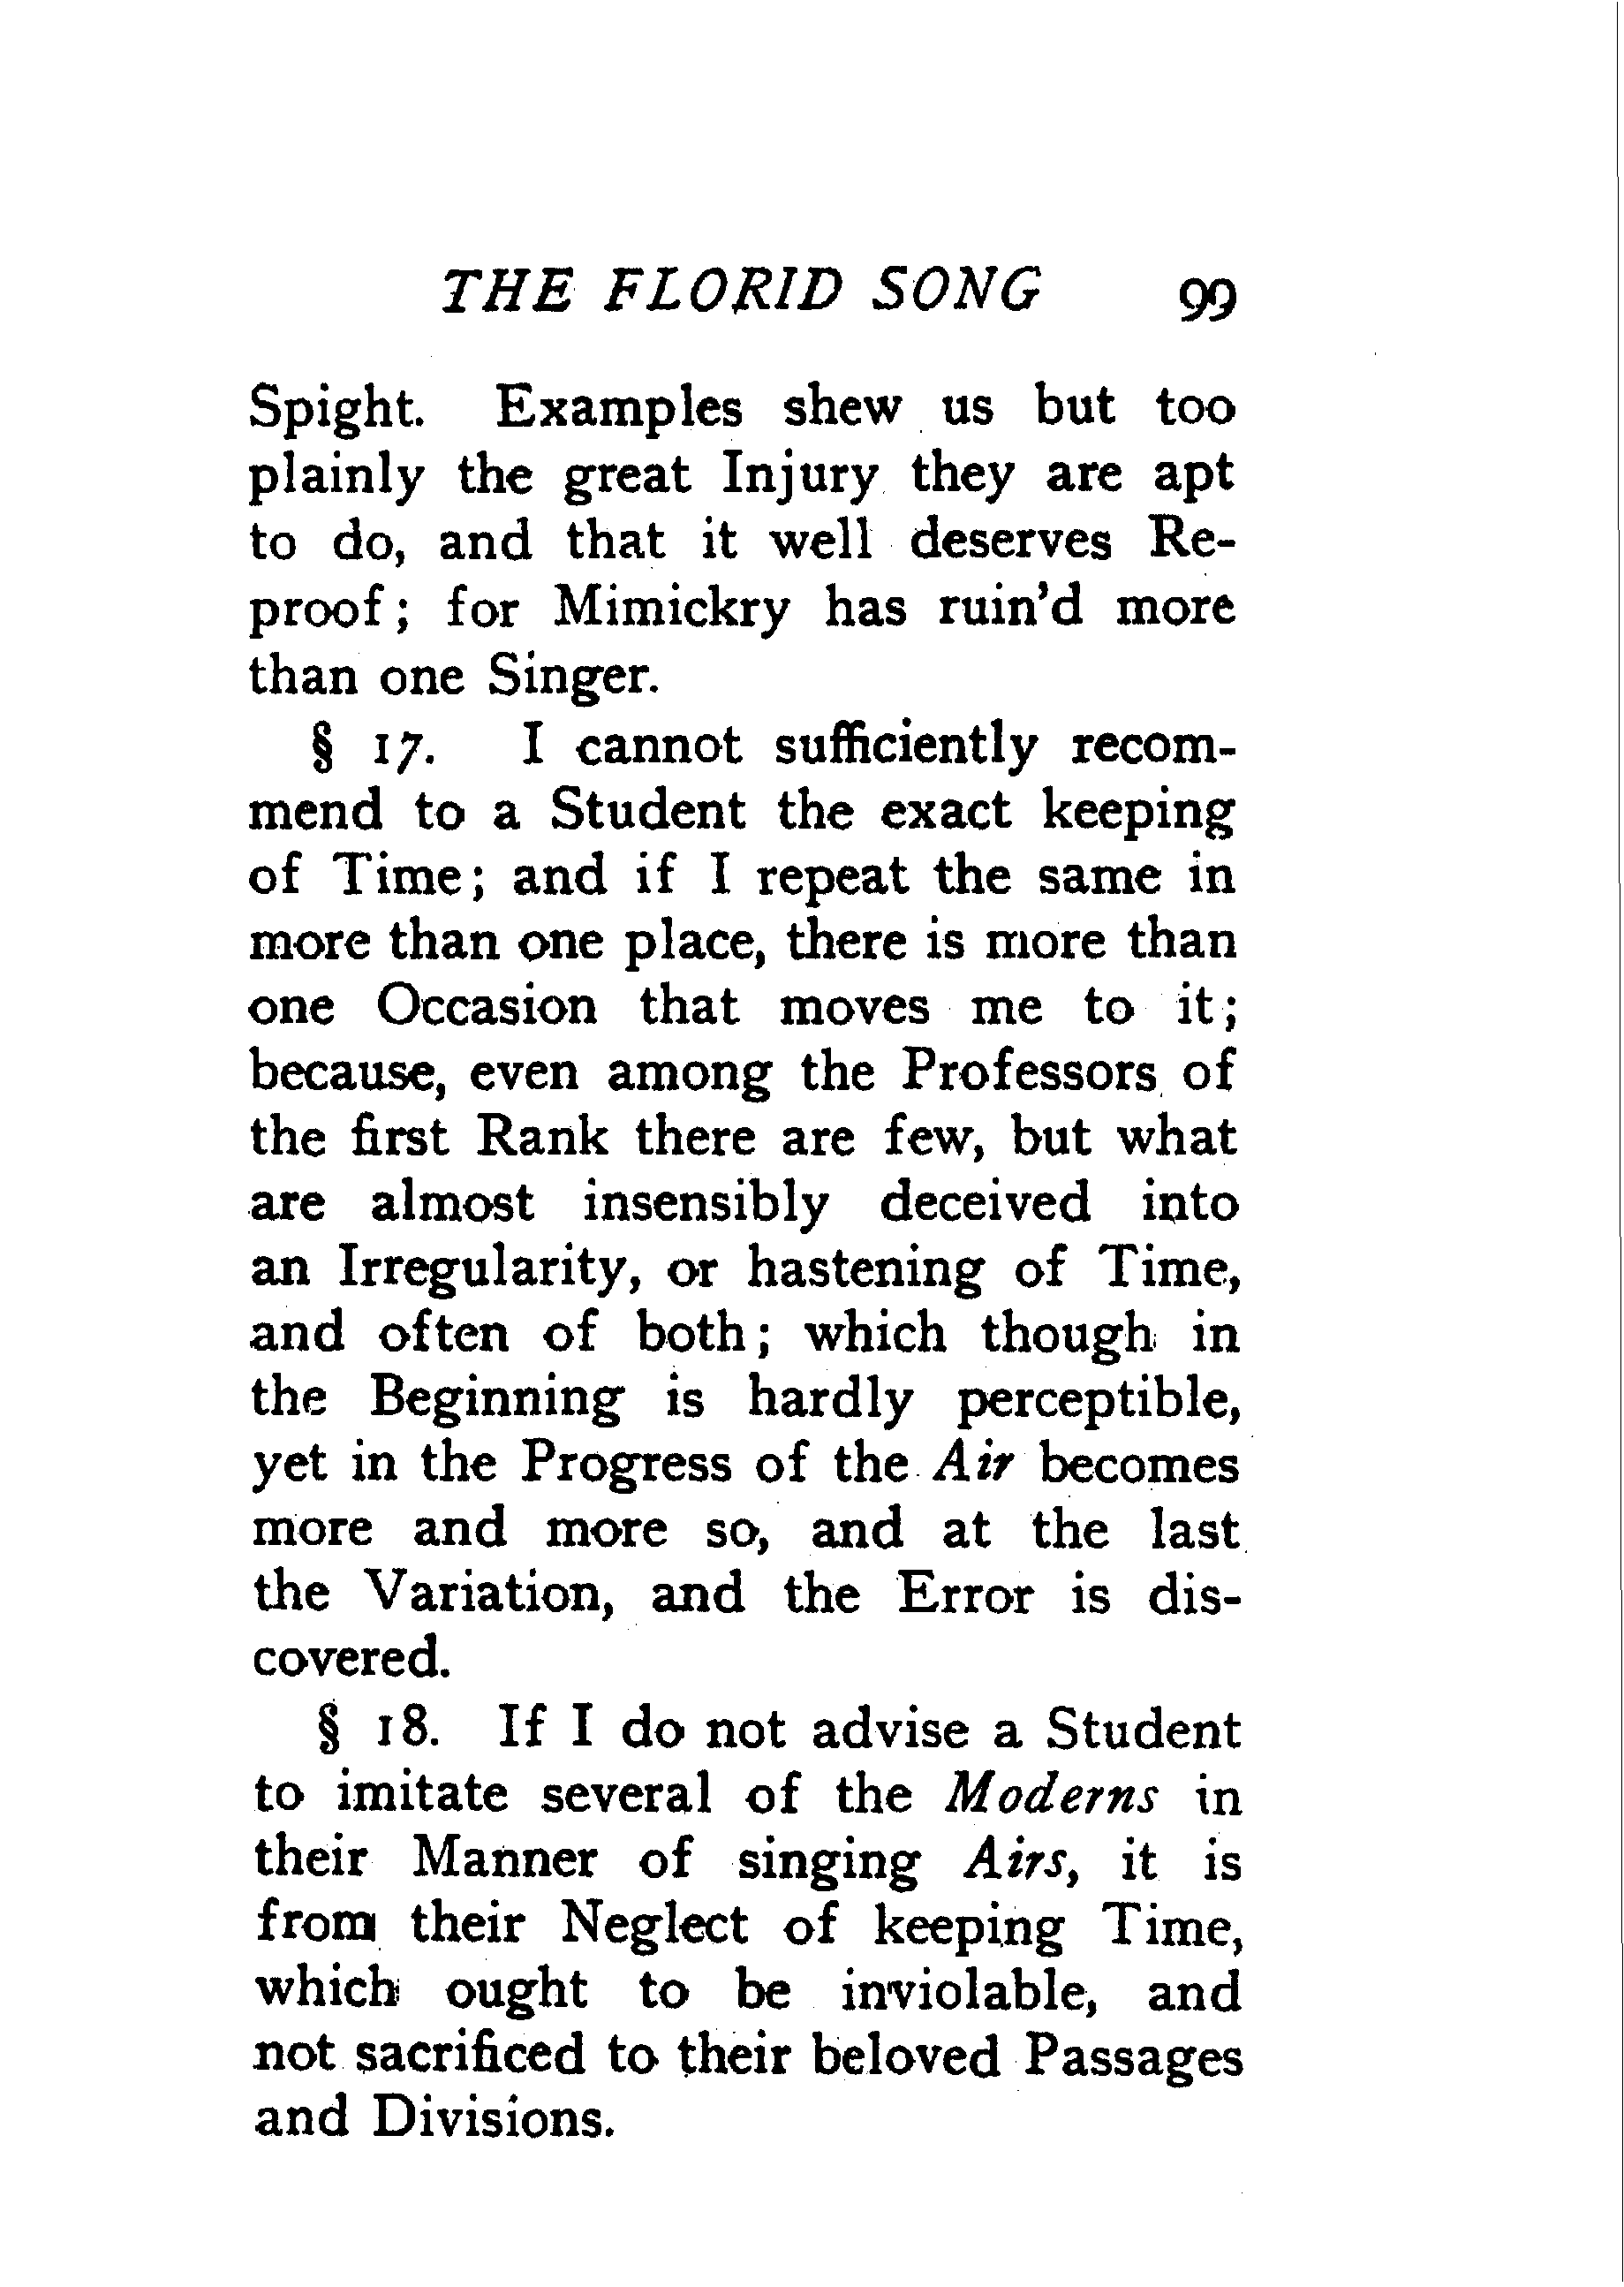 THE FLORID SONG 99
Spight. Examples shew us but too
plainly the great Injury they are apt
to do, and that it well deserves Re-
proof; for Mimickry has ruin'd more
than one Singer.
§ 17. I cannot sufficiently recom-
mend to a Student the exact keeping
of Time; and if I repeat the same in
more than one place, there is more than
one Occasion that moves me to it;
because, even among the Professors of
the first Rank there are few, but what
are almost insensibly deceived into
an Irregularity, or hastening of Time,
and often of both; which though in
the Beginning is hardly perceptible,
yet in the Progress of the Air becomes
more and more so, and at the last
the Variation, and the Error is dis-
covered.
§ 18. If I do not advise a Student
to imitate several of the Moderns in
their Manner of singing Airs, it is
from their Neglect of keeping Time,
which ought to be inviolable, and
not sacrificed to their beloved Passages
and Divisions.